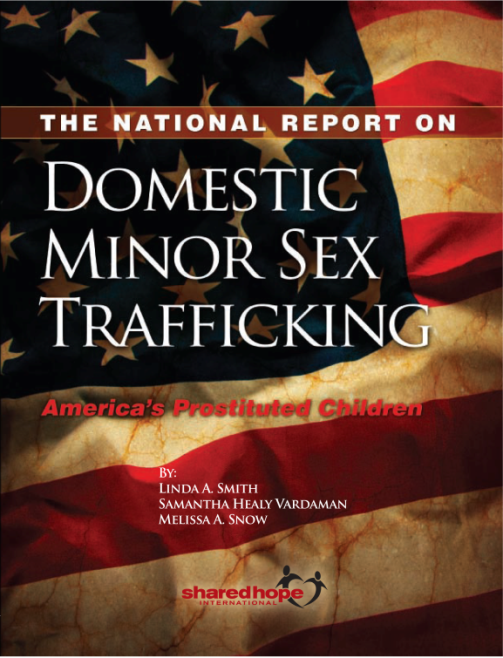 THE NATIONAL REPORT ON
DOMESTIC
MINOR SEX
TRAFFICKING
America's Prostituted Children
BY:
LINDA A. SMITH
SAMANTHA HEALY VARDAMAN
MELISSA A. SNOW
sharedhope
INTERNATIONAL